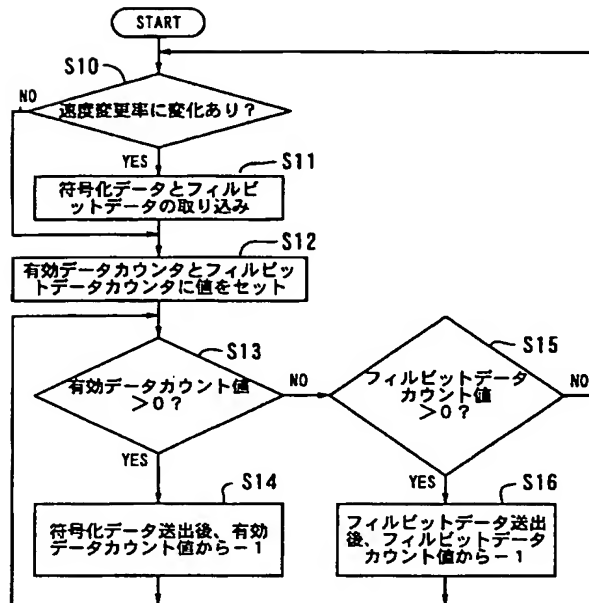 START
S10
NO
速度変更率に変化あり？
YES
S11
符号化データとフィルビ
ットデータの取り込み
S12
有効データカウンタとフィルビッ
トデータカウンタに値をセット
S13
有効データカウント値
＞0？
NO
YES
S15
フィルビットデータ
カウント値
＞0？
NO
YES
S14
符号化データ送出後、有効
データカウント値から－1
S16
フィルビットデータ送出
後、フィルビットデータ
カウント値から－1